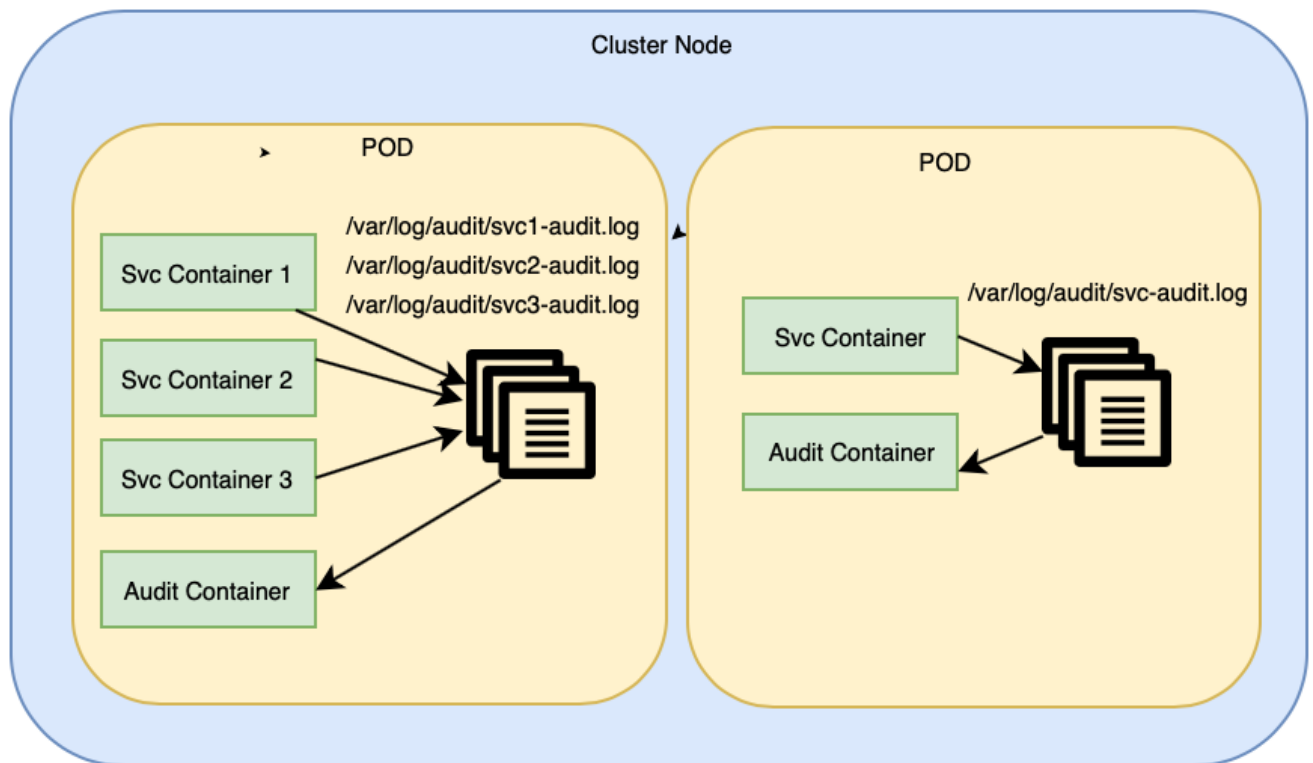 Cluster Node
POD
/var/log/audit/svc1-audit.log
/var/log/audit/svc2-audit.log
/var/log/audit/svc3-audit.log
Svc Container 1
Svc Container 2
Svc Container 3
Audit Container
POD
/var/log/audit/svc-audit.log
Svc Container
Audit Container